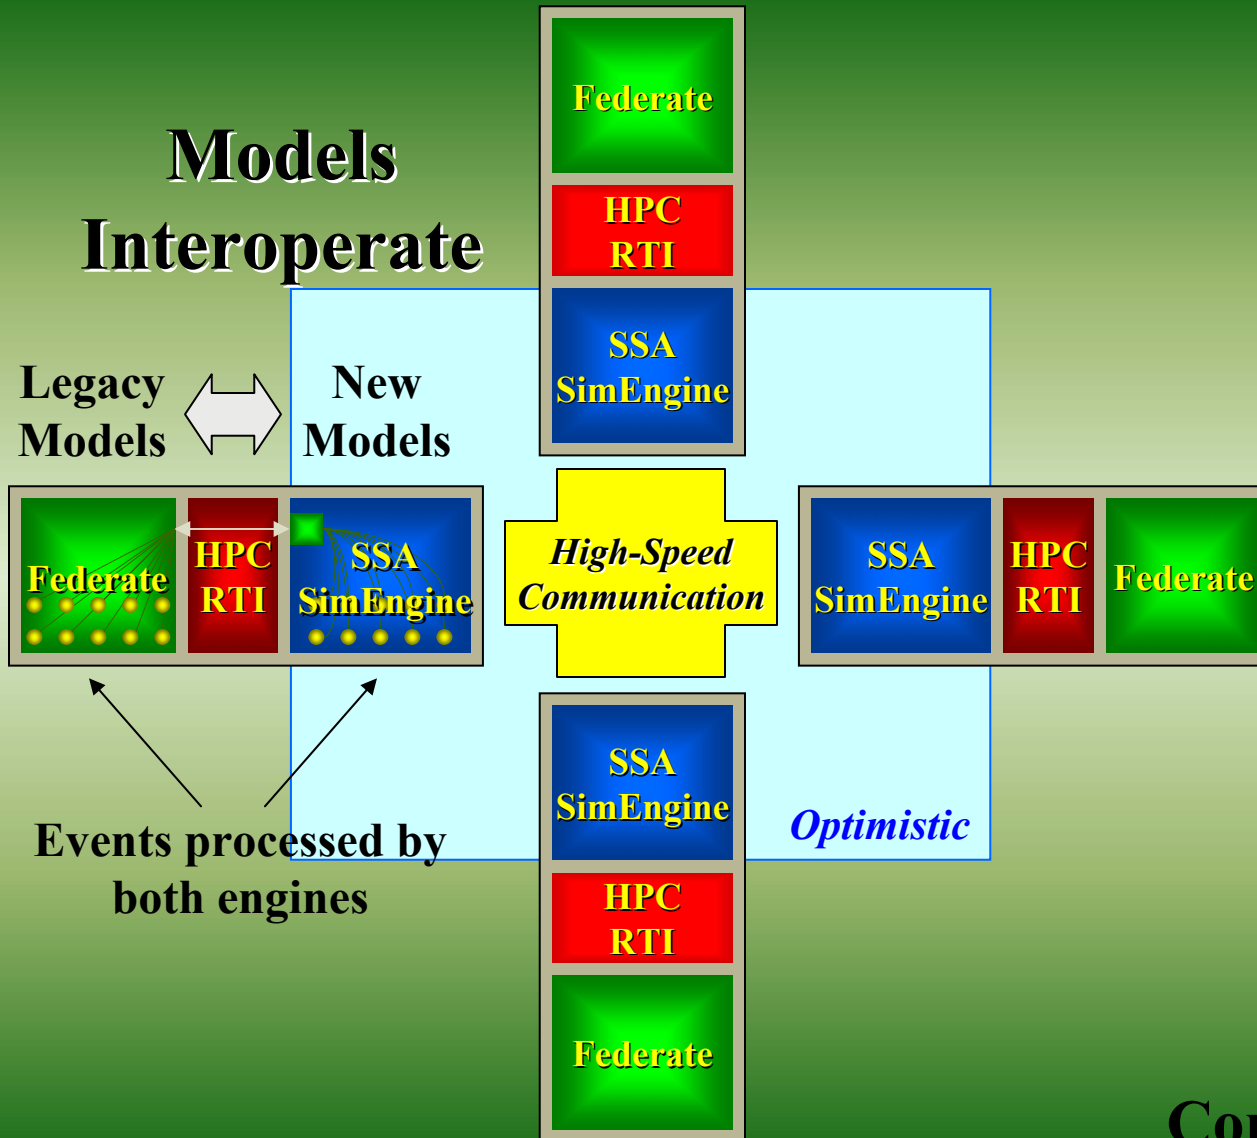 Models
Interoperate
Federate
HPC
RTI
SSA
SimEngine
Legacy
Models
New
Models
Federate
HPC
RTI
SSA
SimEngine
High-Speed
Communication
SSA
SimEngine
HPC
RTI
Federate
SSA
SimEngine
HPC
RTI
Federate
Optimistic
Events processed by
both engines